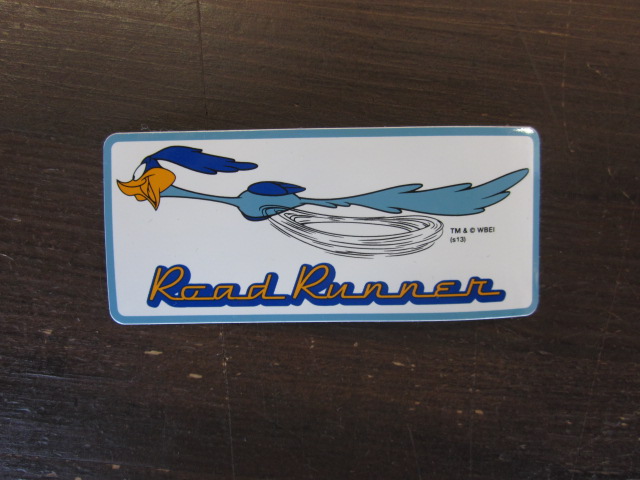 TM & © WBEI
(s13)
Road Runner